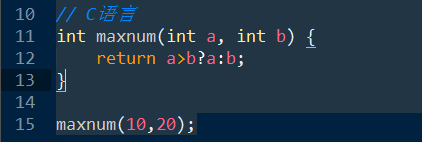 10 // C语言
11 int maxnum(int a, int b) {
12     return a>b?a:b;
13 }
14
15 maxnum(10,20);